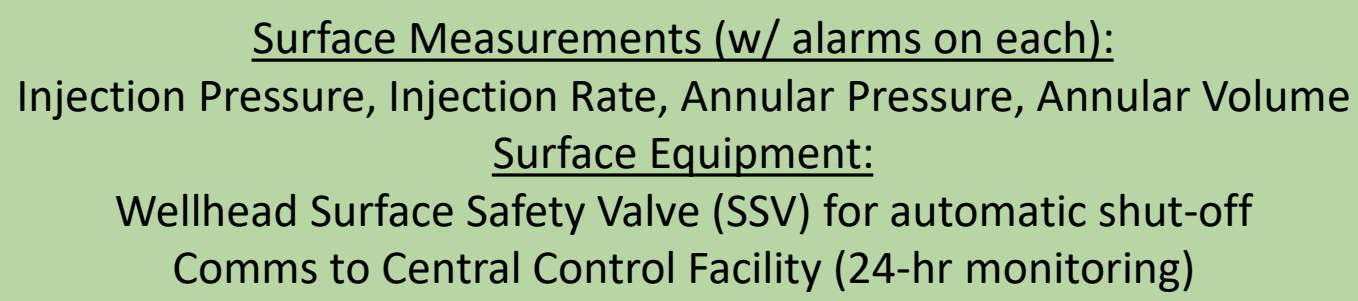 Surface Measurements (w/ alarms on each):
Injection Pressure, Injection Rate, Annular Pressure, Annular Volume
Surface Equipment:
Wellhead Surface Safety Valve (SSV) for automatic shut-off
Comms to Central Control Facility (24-hr monitoring)